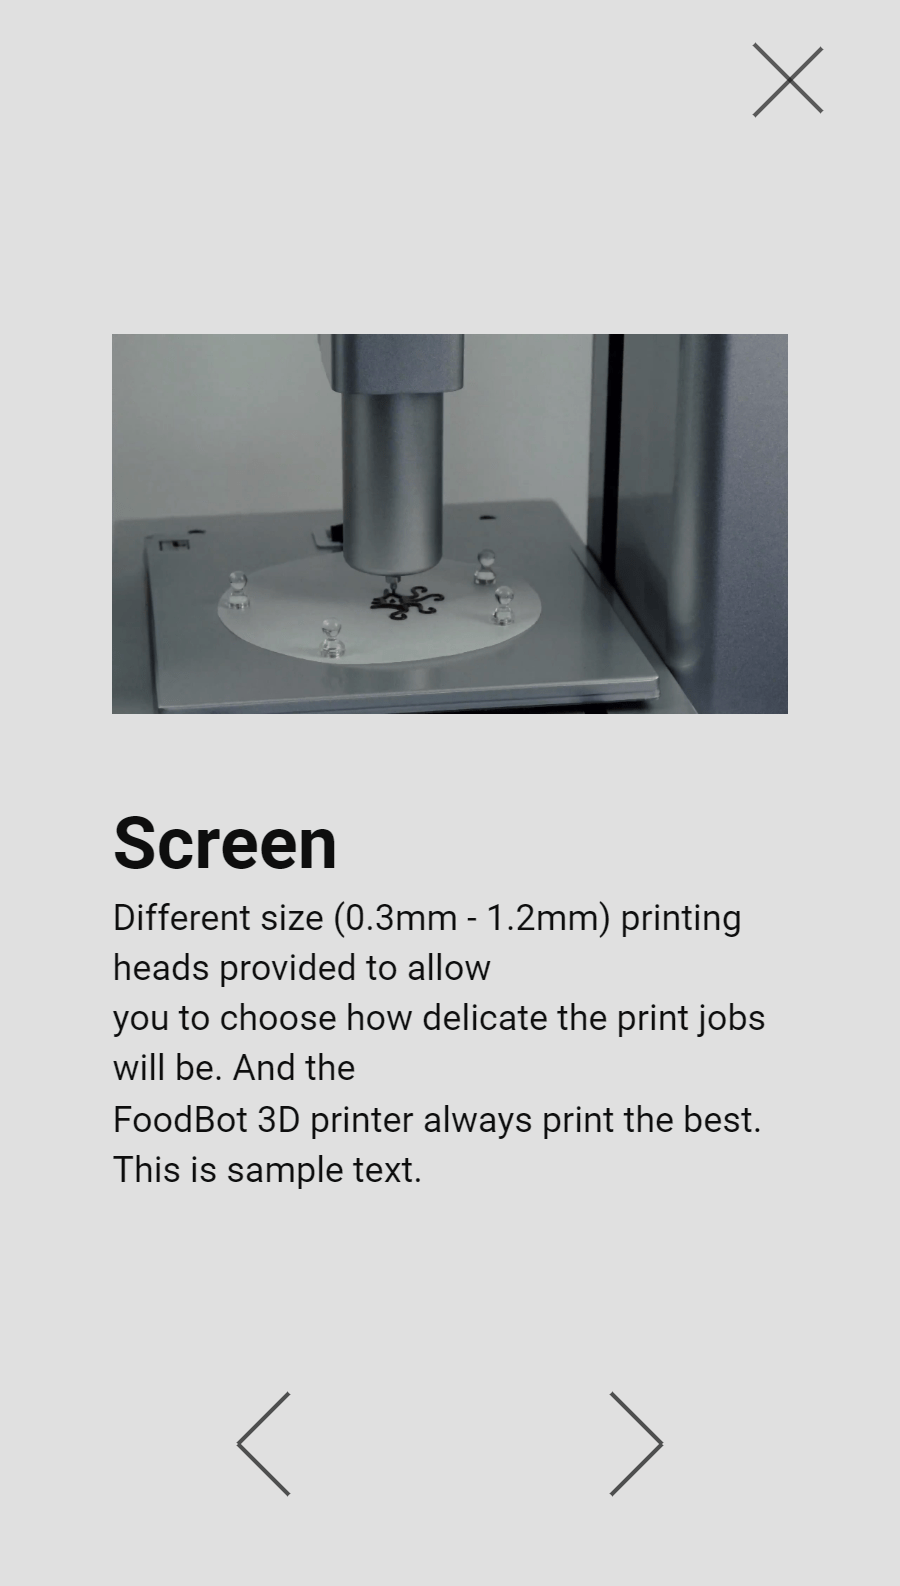 Screen
Different size (0.3mm - 1.2mm) printing
heads provided to allow
you to choose how delicate the print jobs
will be. And the
FoodBot 3D printer always print the best.
This is sample text.